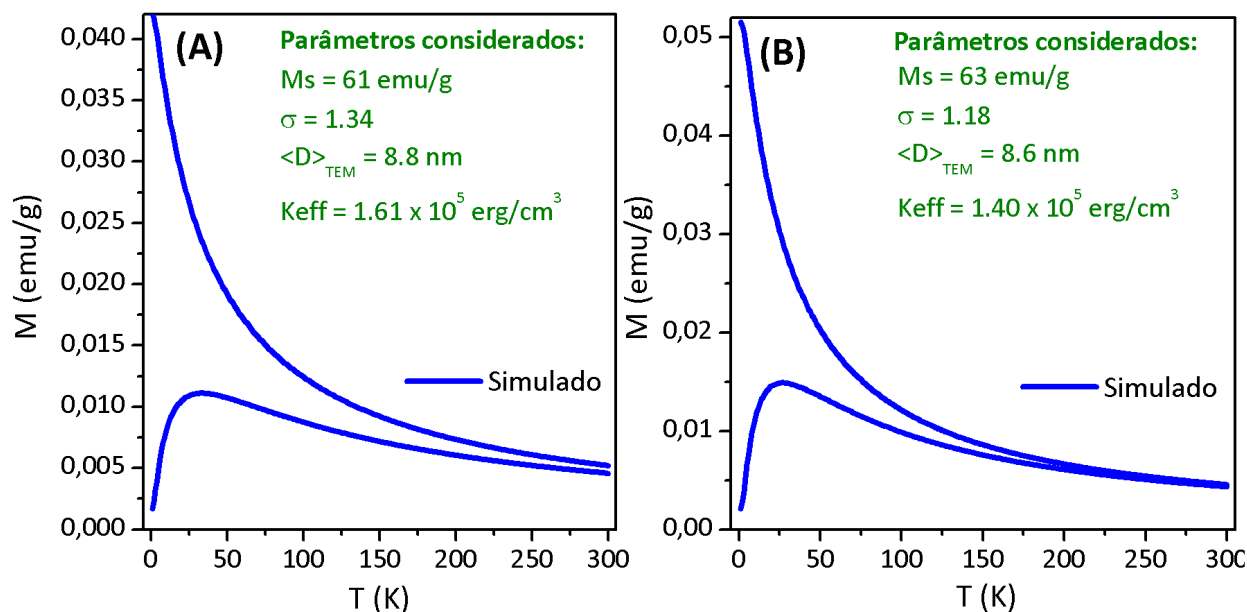 (A)
Parâmetros considerados:
Ms = 61 emu/g
σ = 1.34
<D>TEM = 8.8 nm
Keff = 1.61 x 10^5 erg/cm^3
Simulado
M (emu/g)
0,040
0,035
0,030
0,025
0,020
0,015
0,010
0,005
0,000
0 50 100 150 200 250 300
T (K)
(B)
Parâmetros considerados:
Ms = 63 emu/g
σ = 1.18
<D>TEM = 8.6 nm
Keff = 1.40 x 10^5 erg/cm^3
Simulado
M (emu/g)
0,05
0,04
0,03
0,02
0,01
0,00
0 50 100 150 200 250 300
T (K)